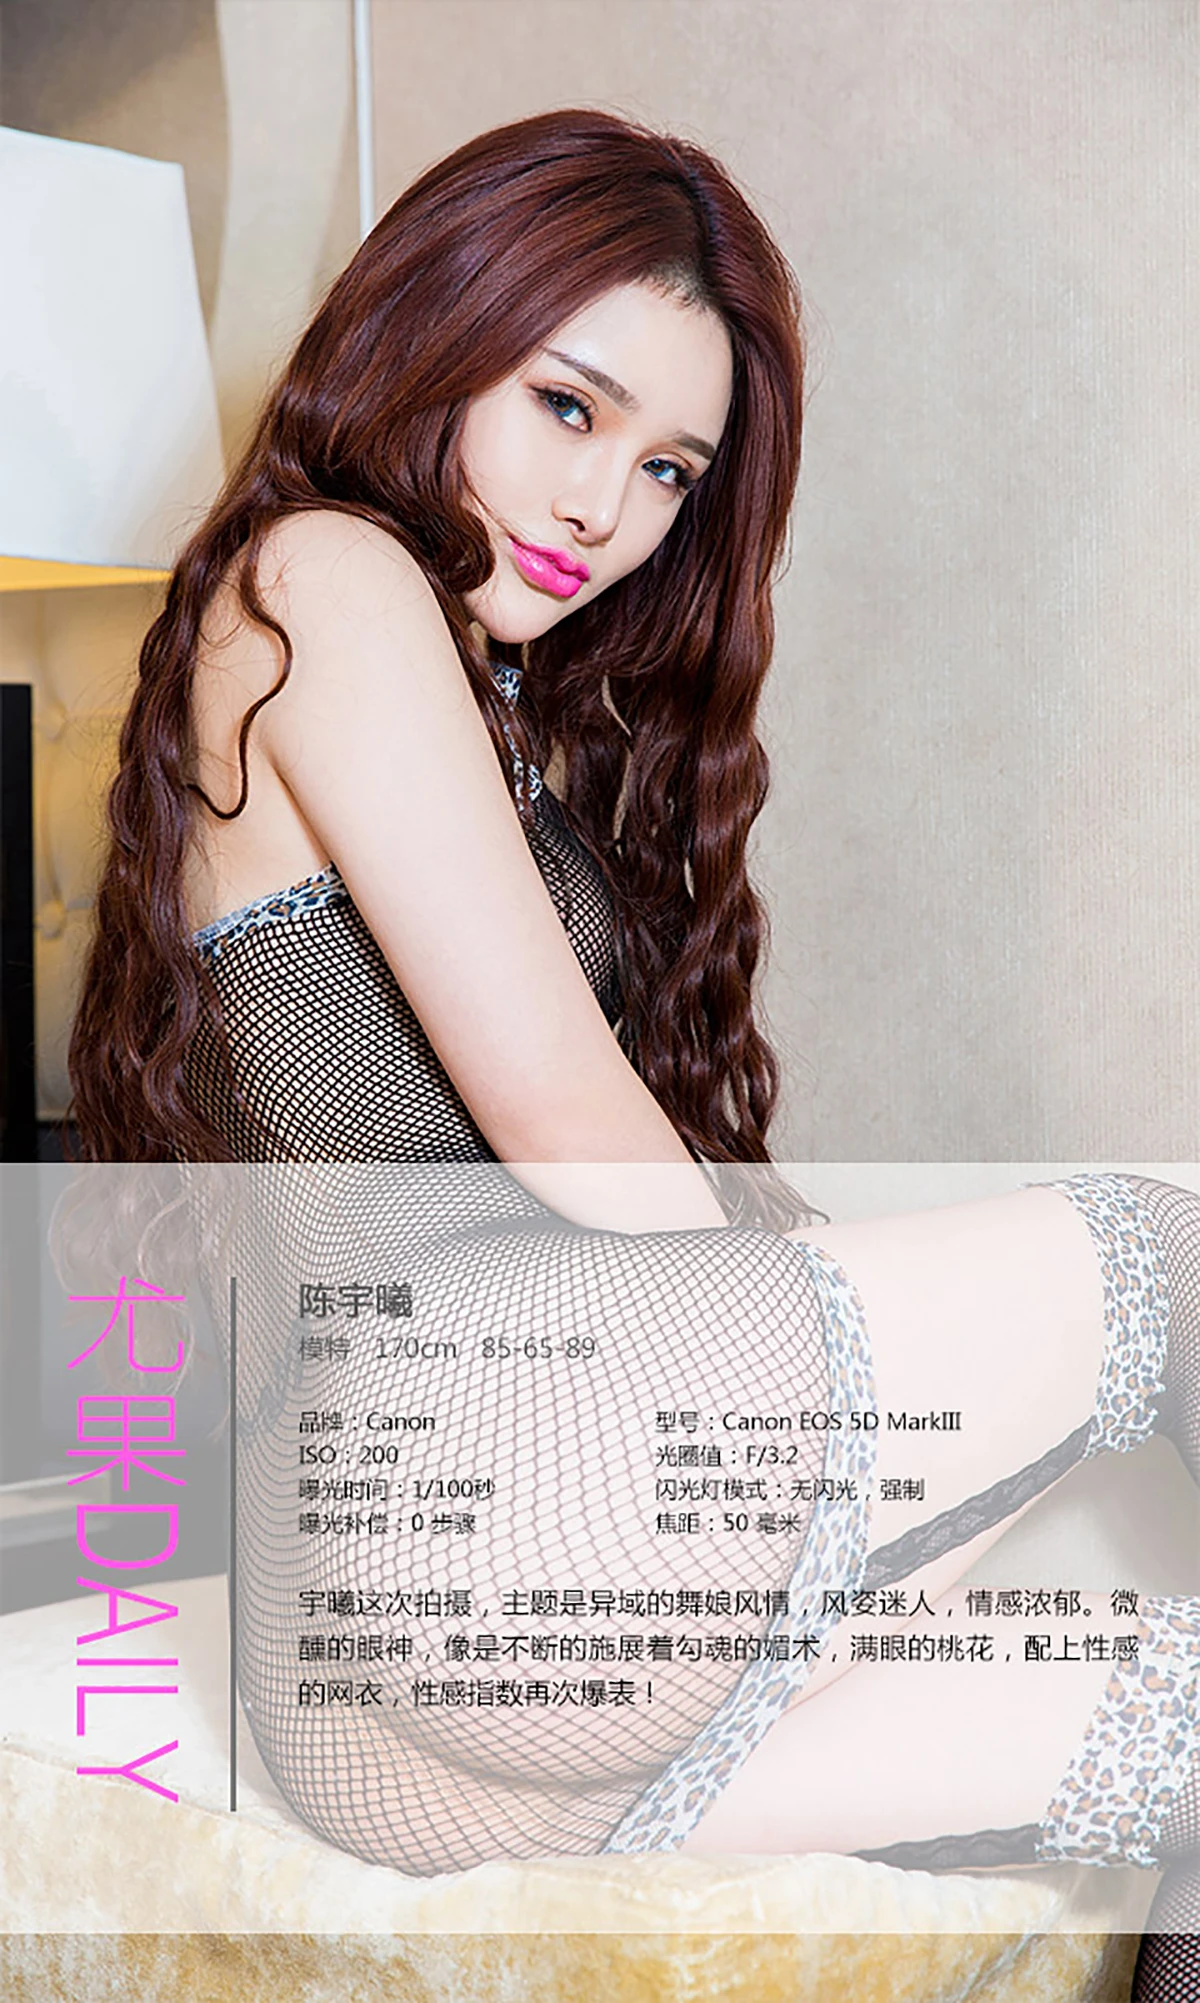 尤果DAILY
陈宇曦
模特 170cm 85-65-89
品牌：Canon
型号：Canon EOS 5D MarkIII
ISO：200
光圈值：F/3.2
曝光时间：1/100秒
闪光灯模式：无闪光，强制
曝光补偿：0 步骤
焦距：50 毫米
宇曦这次拍摄，主题是异域的舞娘风情，风姿迷人，情感浓郁。微
醺的眼神，像是不断的施展着勾魂的媚术，满眼的桃花，配上性感
的网衣，性感指数再次爆表！